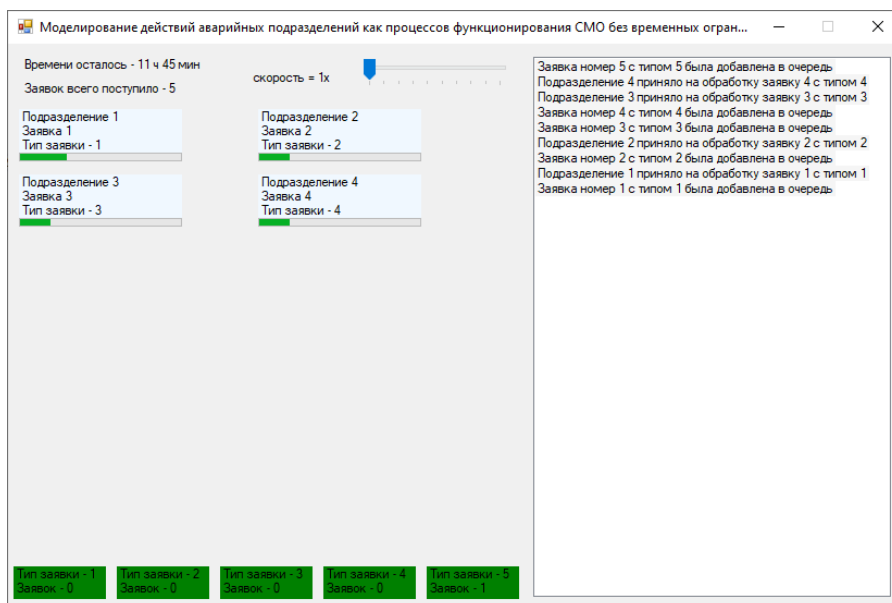 Моделирование действий аварийных подразделений как процессов функционирования СМО без временных огран...
Времени осталось - 11 ч 45 мин
Заявок всего поступило - 5
скорость = 1x
Подразделение 1
Заявка 1
Тип заявки - 1
Подразделение 2
Заявка 2
Тип заявки - 2
Подразделение 3
Заявка 3
Тип заявки - 3
Подразделение 4
Заявка 4
Тип заявки - 4
Заявка номер 5 с типом 5 была добавлена в очередь
Подразделение 4 приняло на обработку заявку 4 с типом 4
Подразделение 3 приняло на обработку заявку 3 с типом 3
Заявка номер 4 с типом 4 была добавлена в очередь
Заявка номер 3 с типом 3 была добавлена в очередь
Подразделение 2 приняло на обработку заявку 2 с типом 2
Заявка номер 2 с типом 2 была добавлена в очередь
Подразделение 1 приняло на обработку заявку 1 с типом 1
Заявка номер 1 с типом 1 была добавлена в очередь
Тип заявки - 1
Заявок - 0
Тип заявки - 2
Заявок - 0
Тип заявки - 3
Заявок - 0
Тип заявки - 4
Заявок - 0
Тип заявки - 5
Заявок - 1